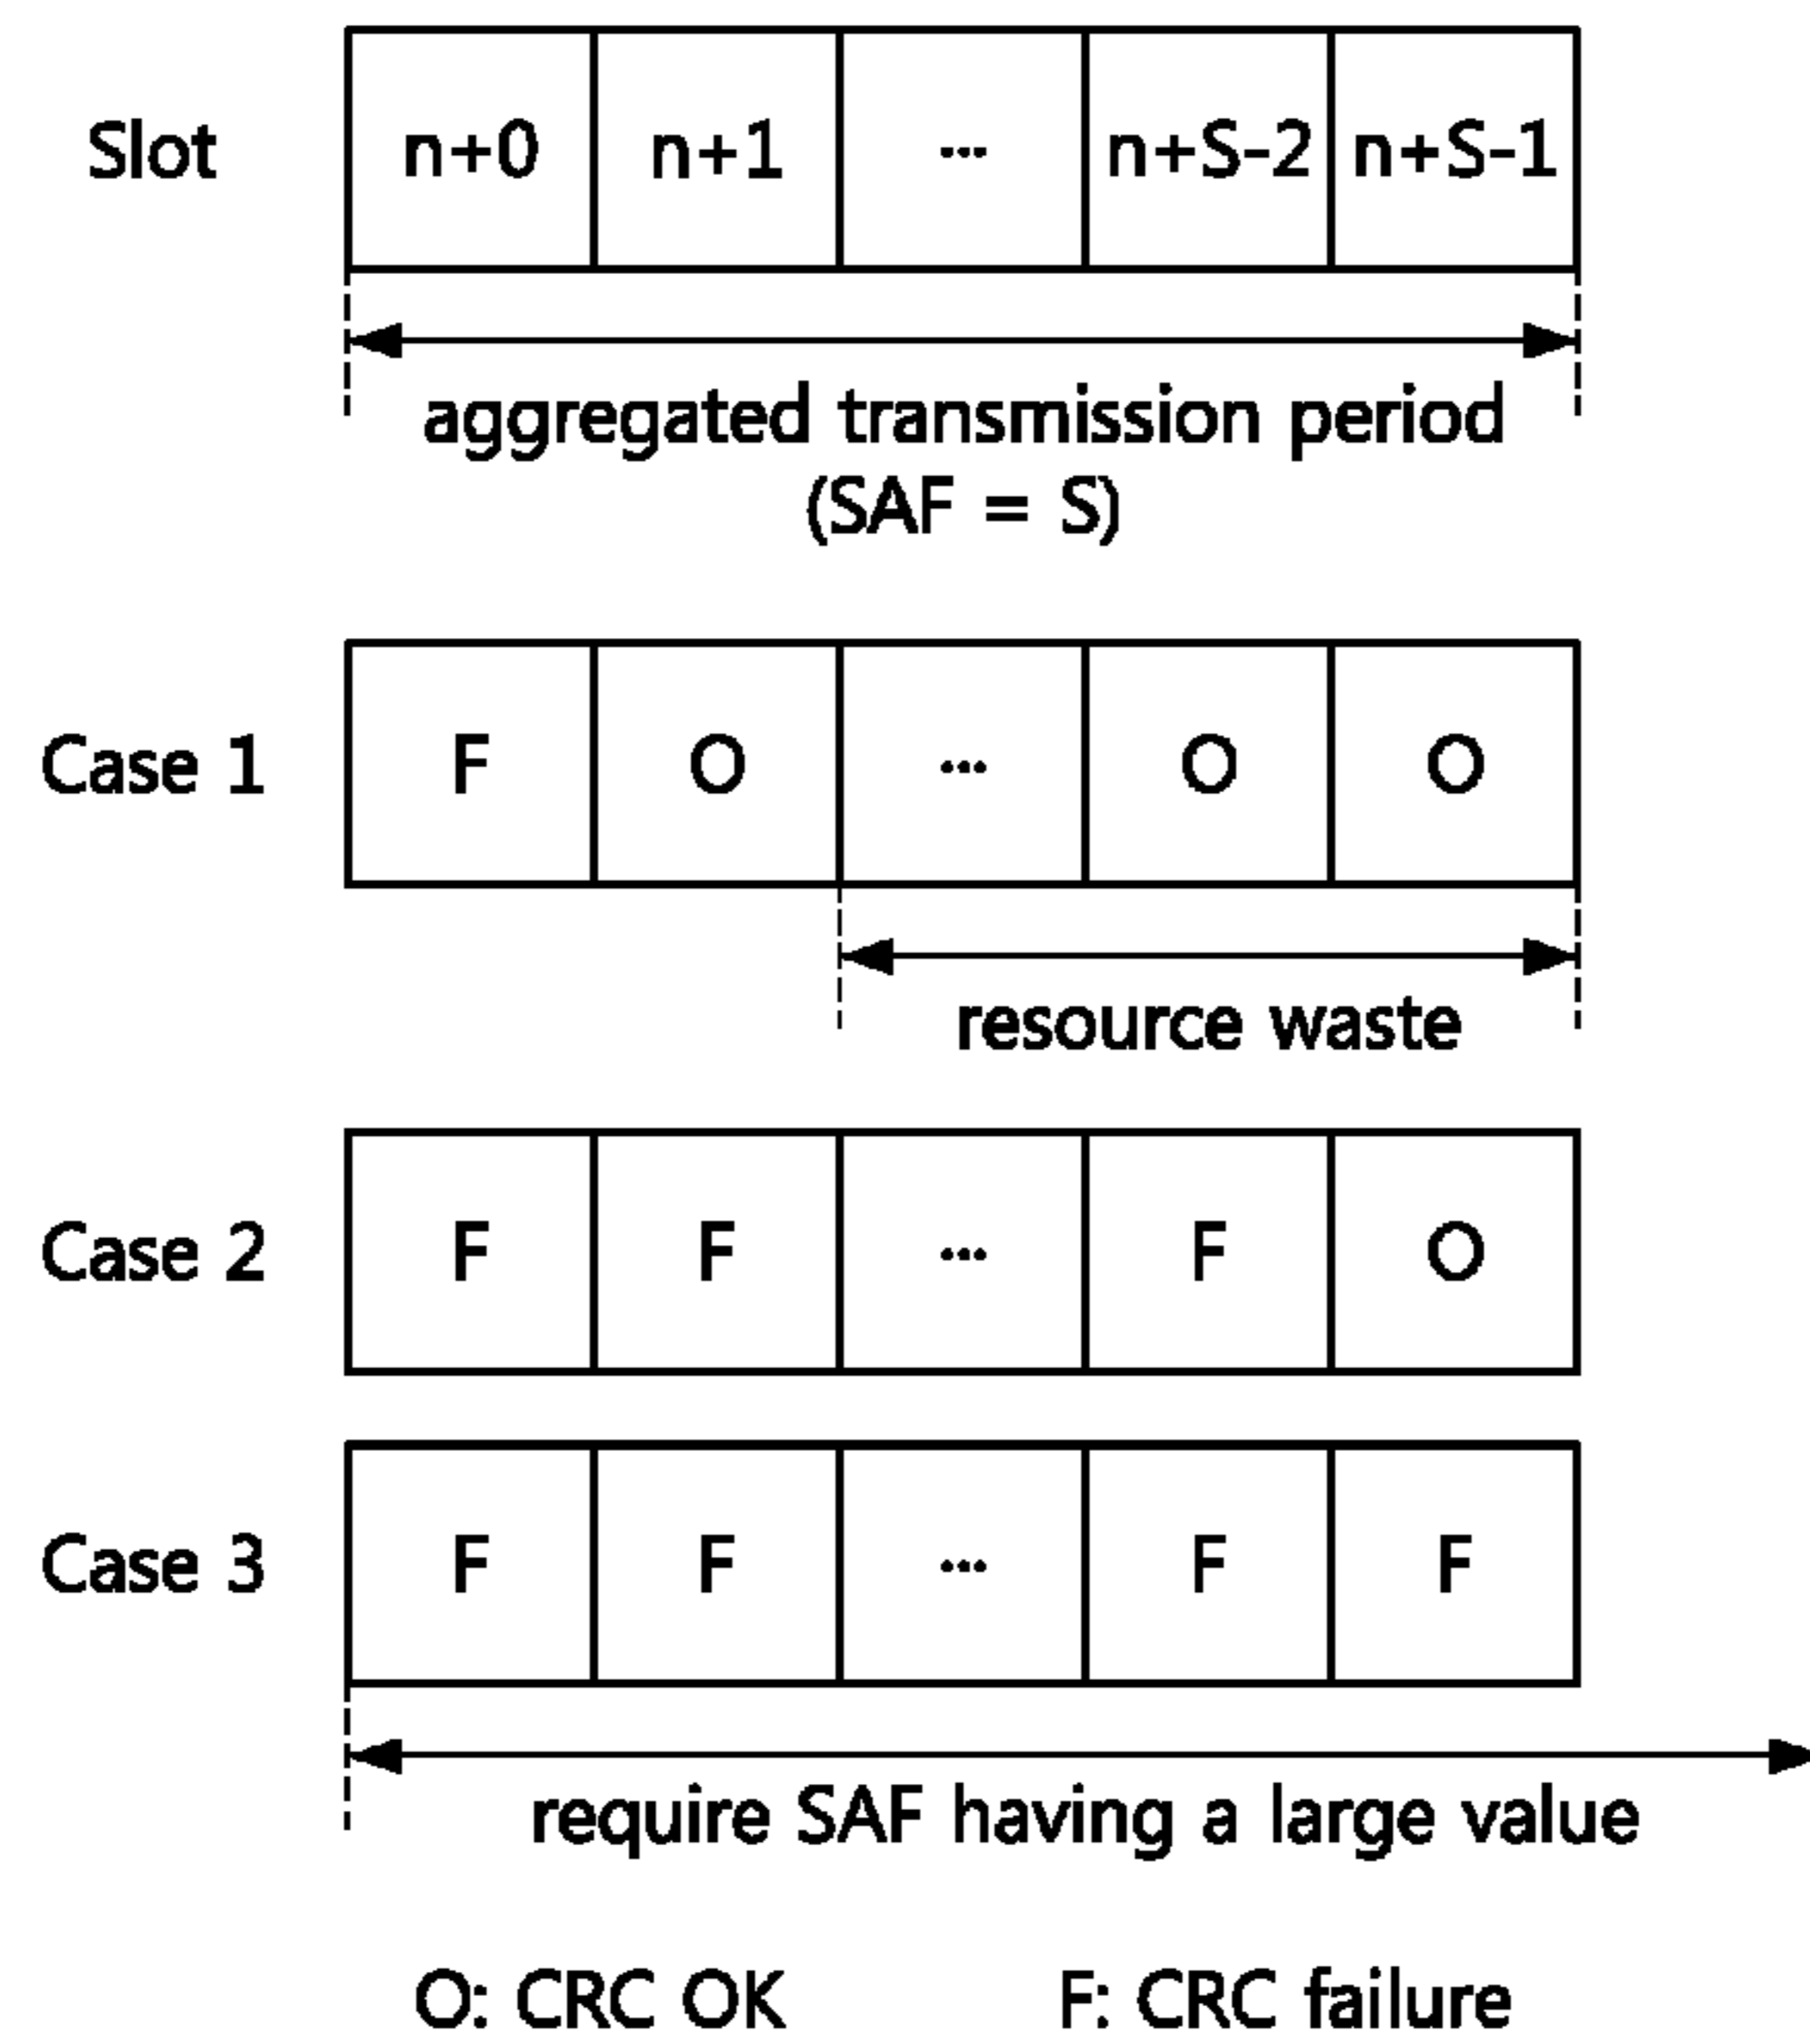 Slot n+0 n+1 ... n+S-2 n+S-1
aggregated transmission period
(SAF = S)
Case 1 F O ... O O
resource waste
Case 2 F F ... F O
Case 3 F F ... F F
require SAF having a large value
O: CRC OK F: CRC failure